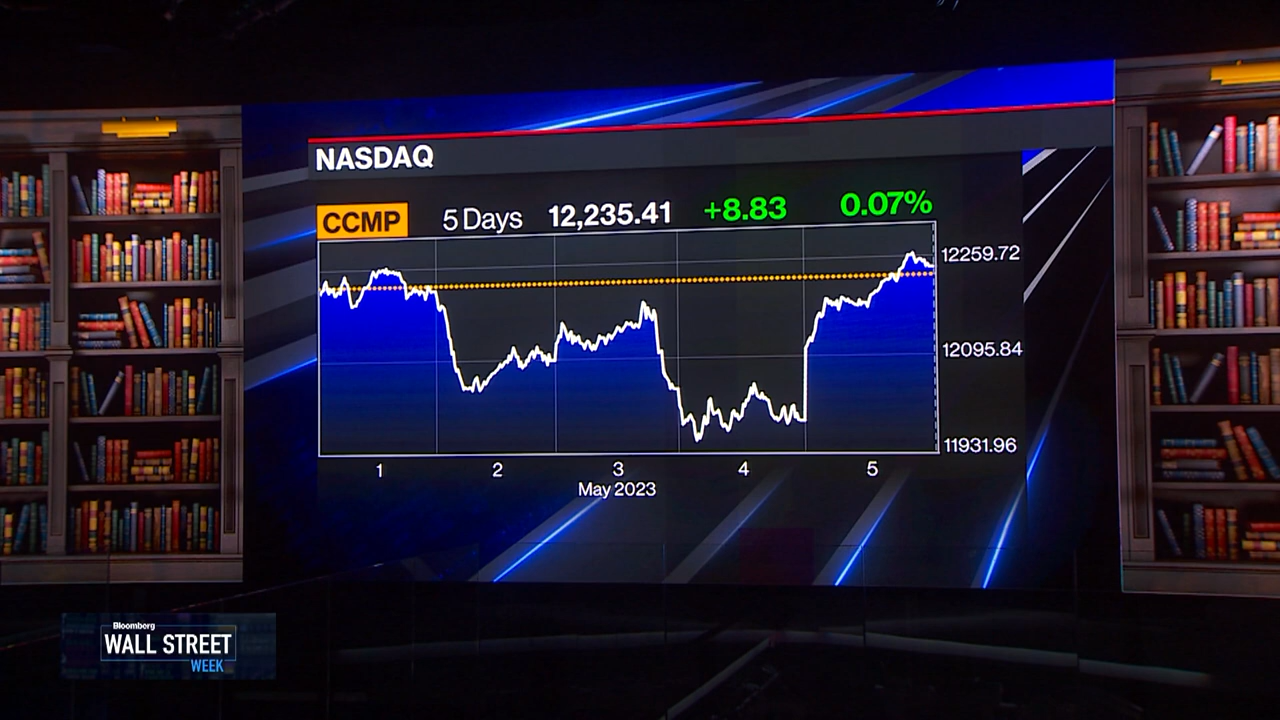 NASDAQ
CCMP 5 Days 12,235.41 +8.83 0.07%
12259.72
12095.84
11931.96
1 2 3 4 5
May 2023
Bloomberg
WALL STREET
WEEK